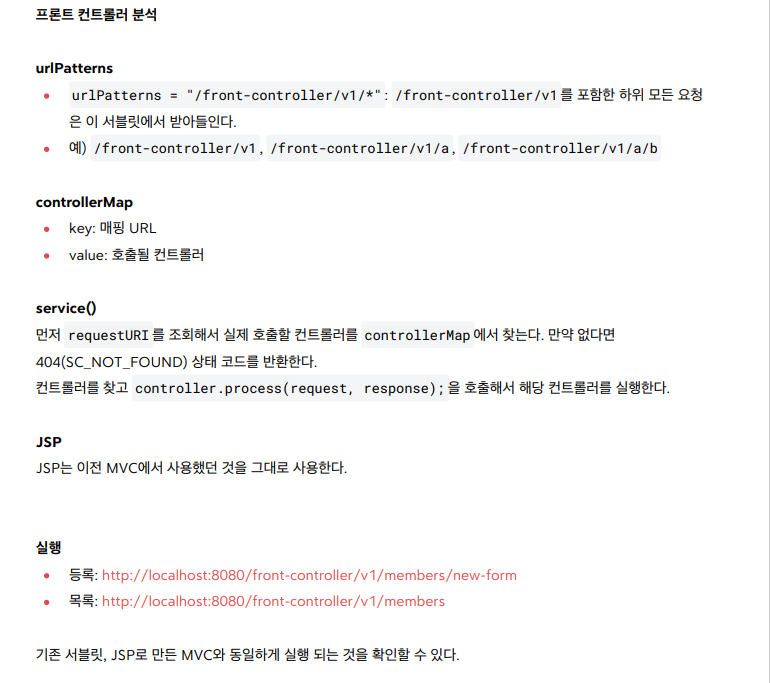 프론트 컨트롤러 분석
urlPatterns
• urlPatterns = "/front-controller/v1/*" : /front-controller/v1 를 포함한 하위 모든 요청
은 이 서블릿에서 받아들인다.
• 예) /front-controller/v1 , /front-controller/v1/a , /front-controller/v1/a/b
controllerMap
• key: 매핑 URL
• value: 호출될 컨트롤러
service()
먼저 requestURI 를 조회해서 실제 호출할 컨트롤러를 controllerMap 에서 찾는다. 만약 없다면
404(SC_NOT_FOUND) 상태 코드를 반환한다.
컨트롤러를 찾고 controller.process(request, response); 을 호출해서 해당 컨트롤러를 실행한다.
JSP
JSP는 이전 MVC에서 사용했던 것을 그대로 사용한다.
실행
• 등록: http://localhost:8080/front-controller/v1/members/new-form
• 목록: http://localhost:8080/front-controller/v1/members
기존 서블릿, JSP로 만든 MVC와 동일하게 실행 되는 것을 확인할 수 있다.